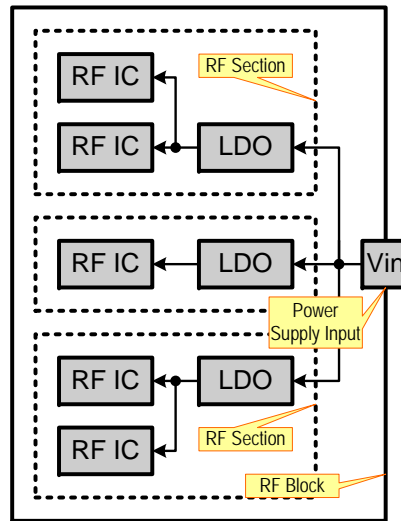 RF IC
RF Section
RF IC
LDO
RF IC
LDO
Vin
Power
Supply Input
RF IC
LDO
RF IC
RF Section
RF Block